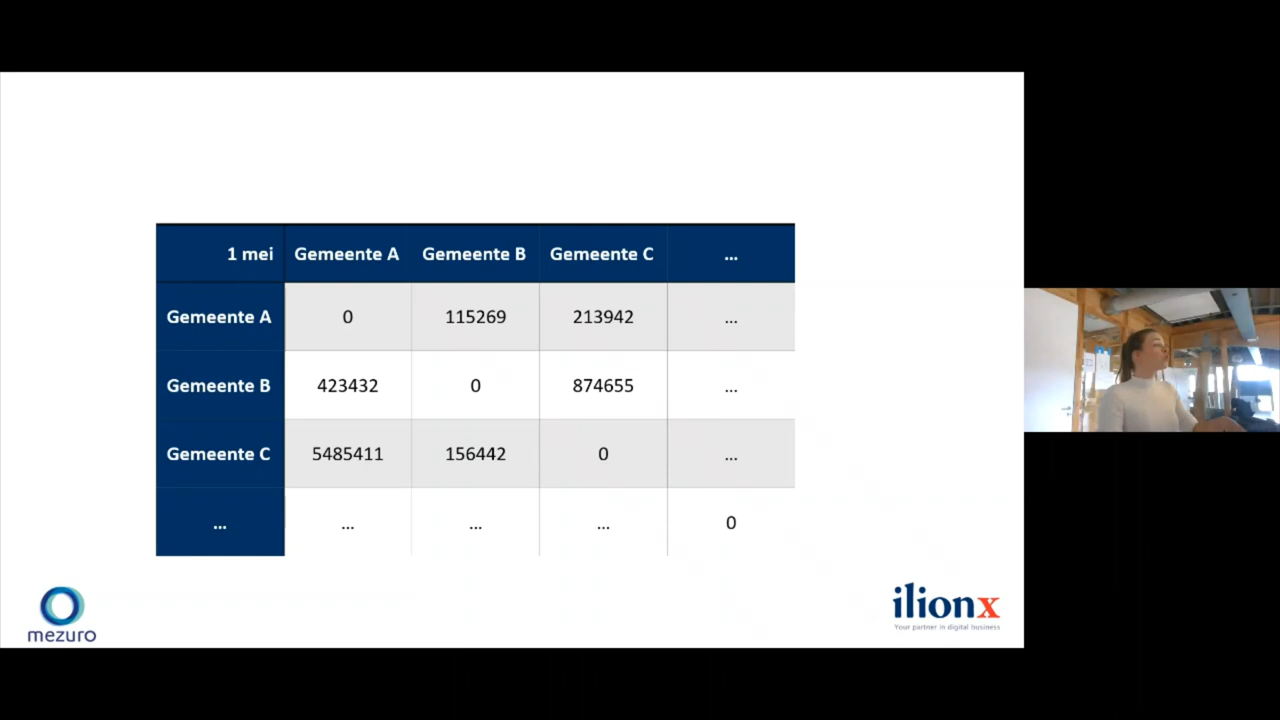 1 mei Gemeente A Gemeente B Gemeente C ...
Gemeente A 0 115269 213942 ...
Gemeente B 423432 0 874655 ...
Gemeente C 5485411 156442 0 ...
... ... ... ... 0
mezuro
ilionx
Your partner in digital business